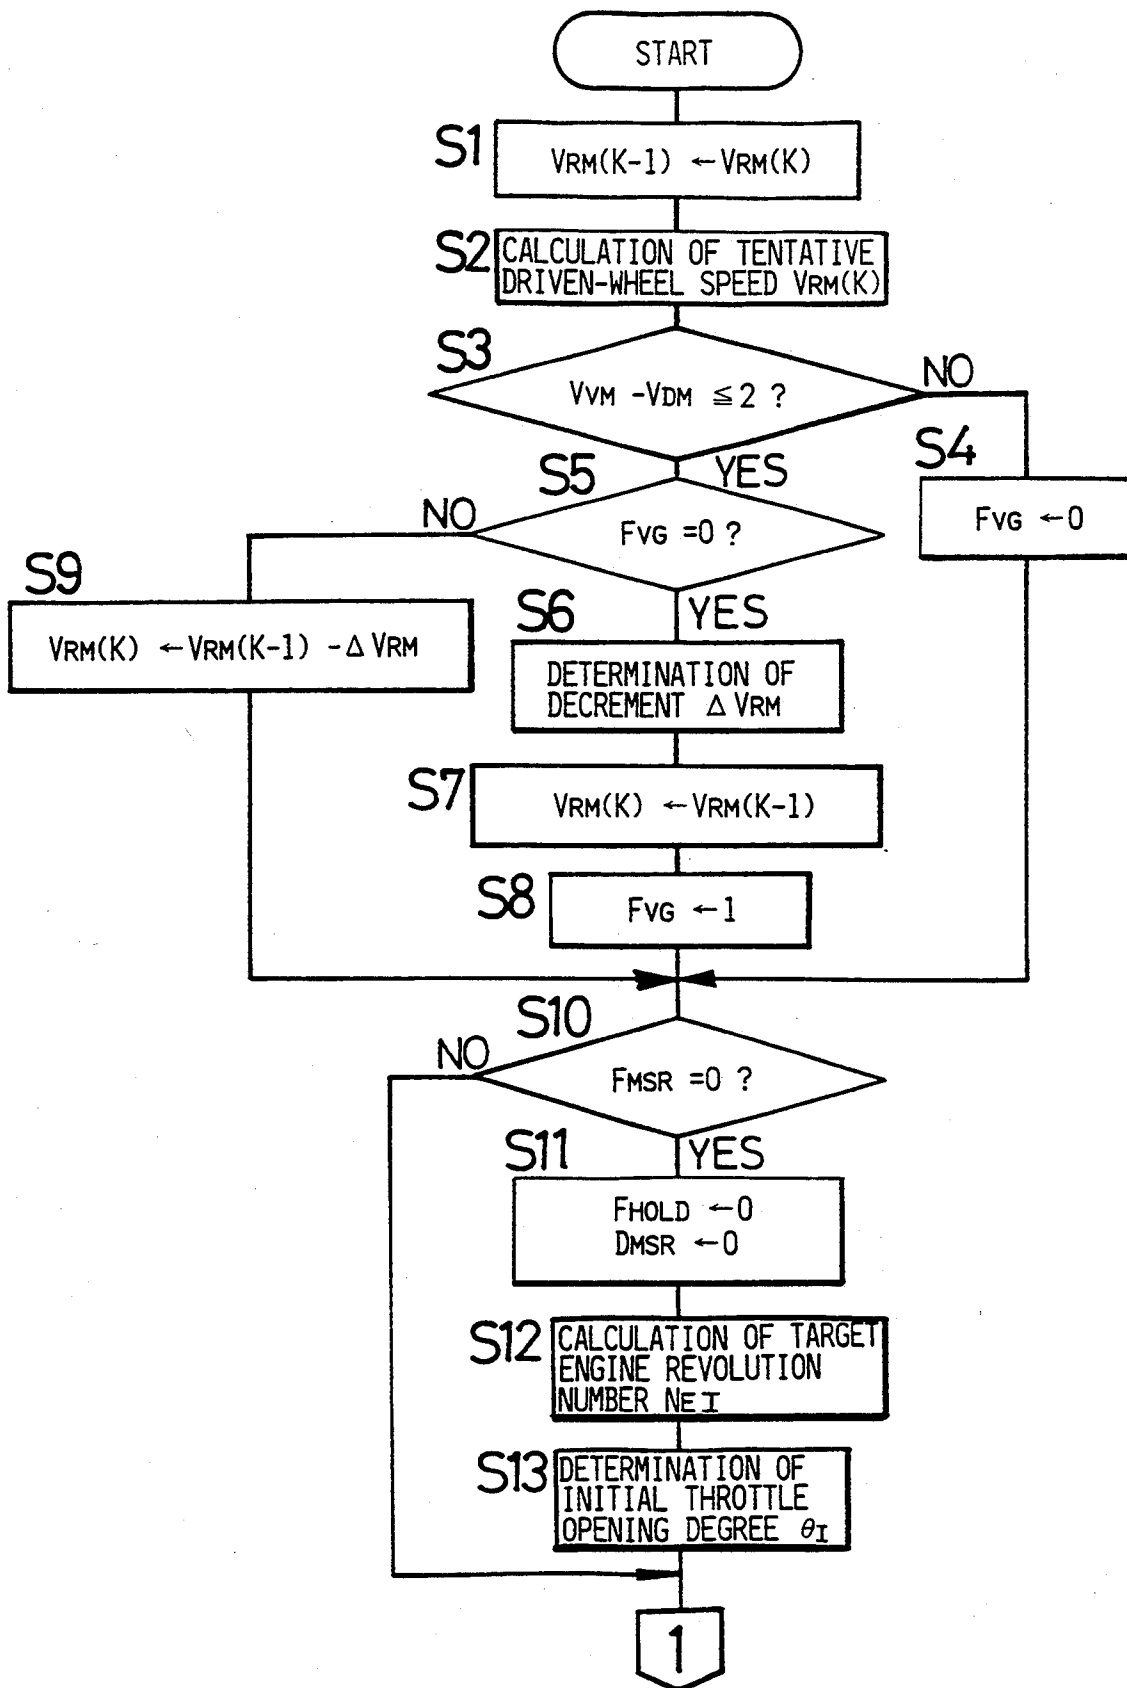 START
S1
VRM(K-1) ←VRM(K)
S2
CALCULATION OF TENTATIVE
DRIVEN-WHEEL SPEED VRM(K)
S3
VVM -VDM ≦2 ?
NO
YES
S4
FVG ←0
S5
FVG =0 ?
NO
YES
S9
VRM(K) ←VRM(K-1) -Δ VRM
S6
DETERMINATION OF
DECREMENT Δ VRM
S7
VRM(K) ←VRM(K-1)
S8
FVG ←1
S10
FMSR =0 ?
NO
YES
S11
FHOLD ←0
DMSR ←0
S12
CALCULATION OF TARGET
ENGINE REVOLUTION
NUMBER NEI
S13
DETERMINATION OF
INITIAL THROTTLE
OPENING DEGREE θI
1